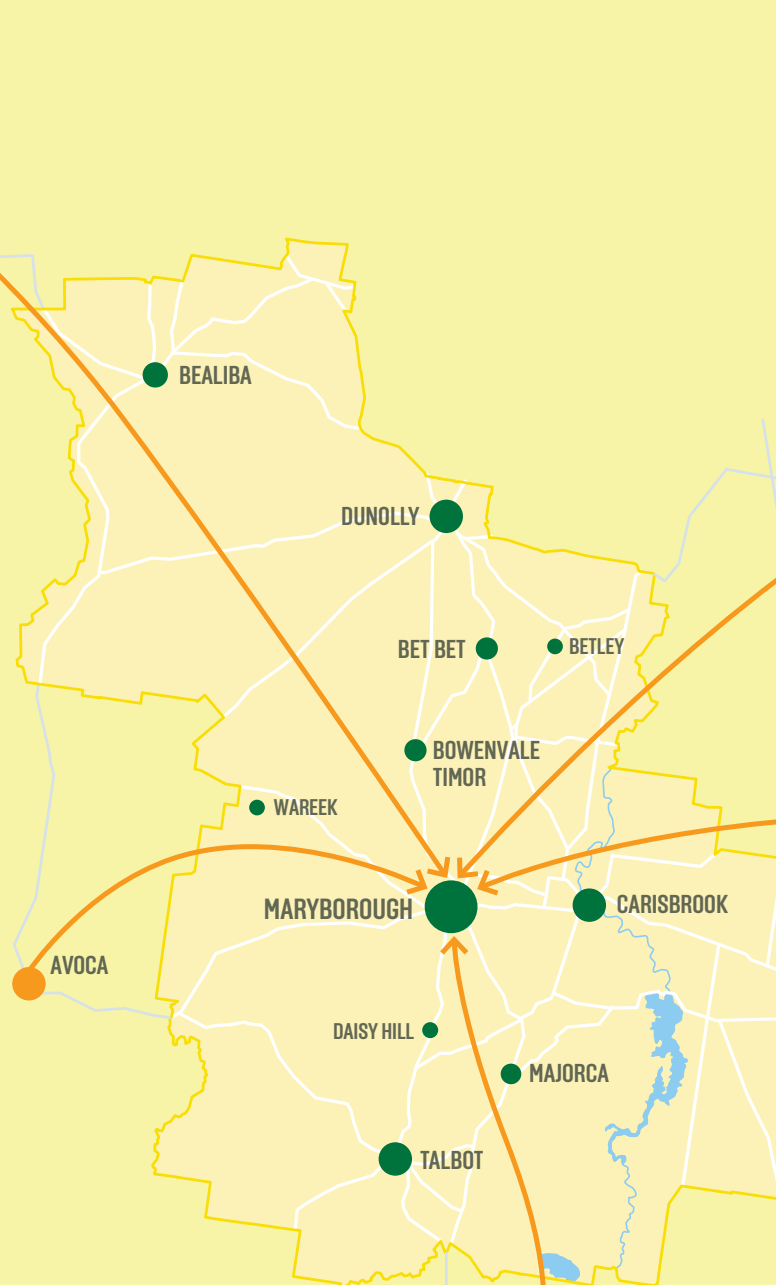 BEALIBA
DUNOLLY
BET BET
BETLEY
BOWENVALE
TIMOR
WAREEK
MARYBOROUGH
CARISBROOK
AVOCA
DAISY HILL
MAJORCA
TALBOT